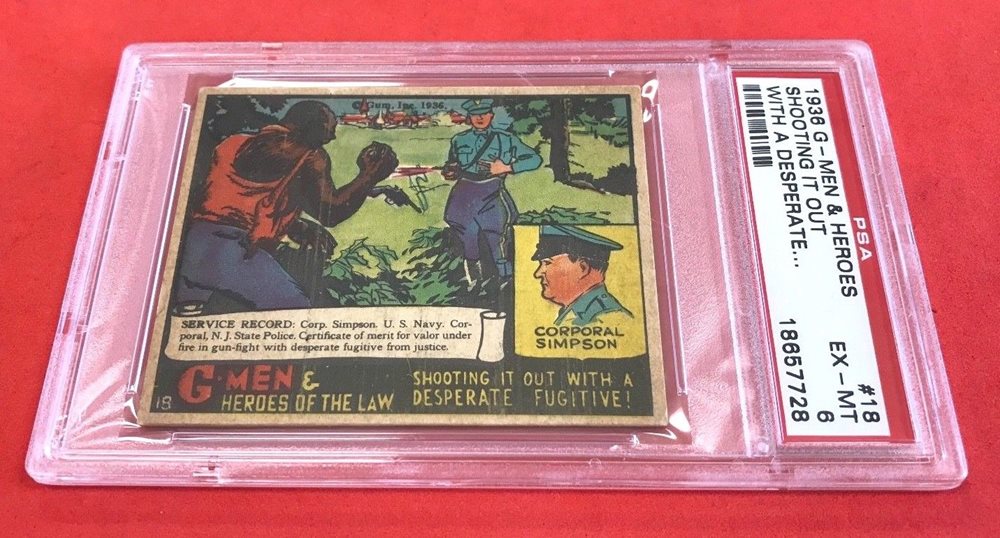 © Gum, Inc. 1936.
SERVICE RECORD: Corp. Simpson. U. S. Navy. Cor-
poral, N. J. State Police. Certificate of merit for valor under
fire in gun-fight with desperate fugitive from justice.
CORPORAL
SIMPSON
18
G-MEN &
HEROES OF THE LAW
SHOOTING IT OUT WITH A
DESPERATE FUGITIVE!
PSA
1936 G-MEN & HEROES #18
SHOOTING IT OUT EX-MT
WITH A DESPERATE... 6
18657728